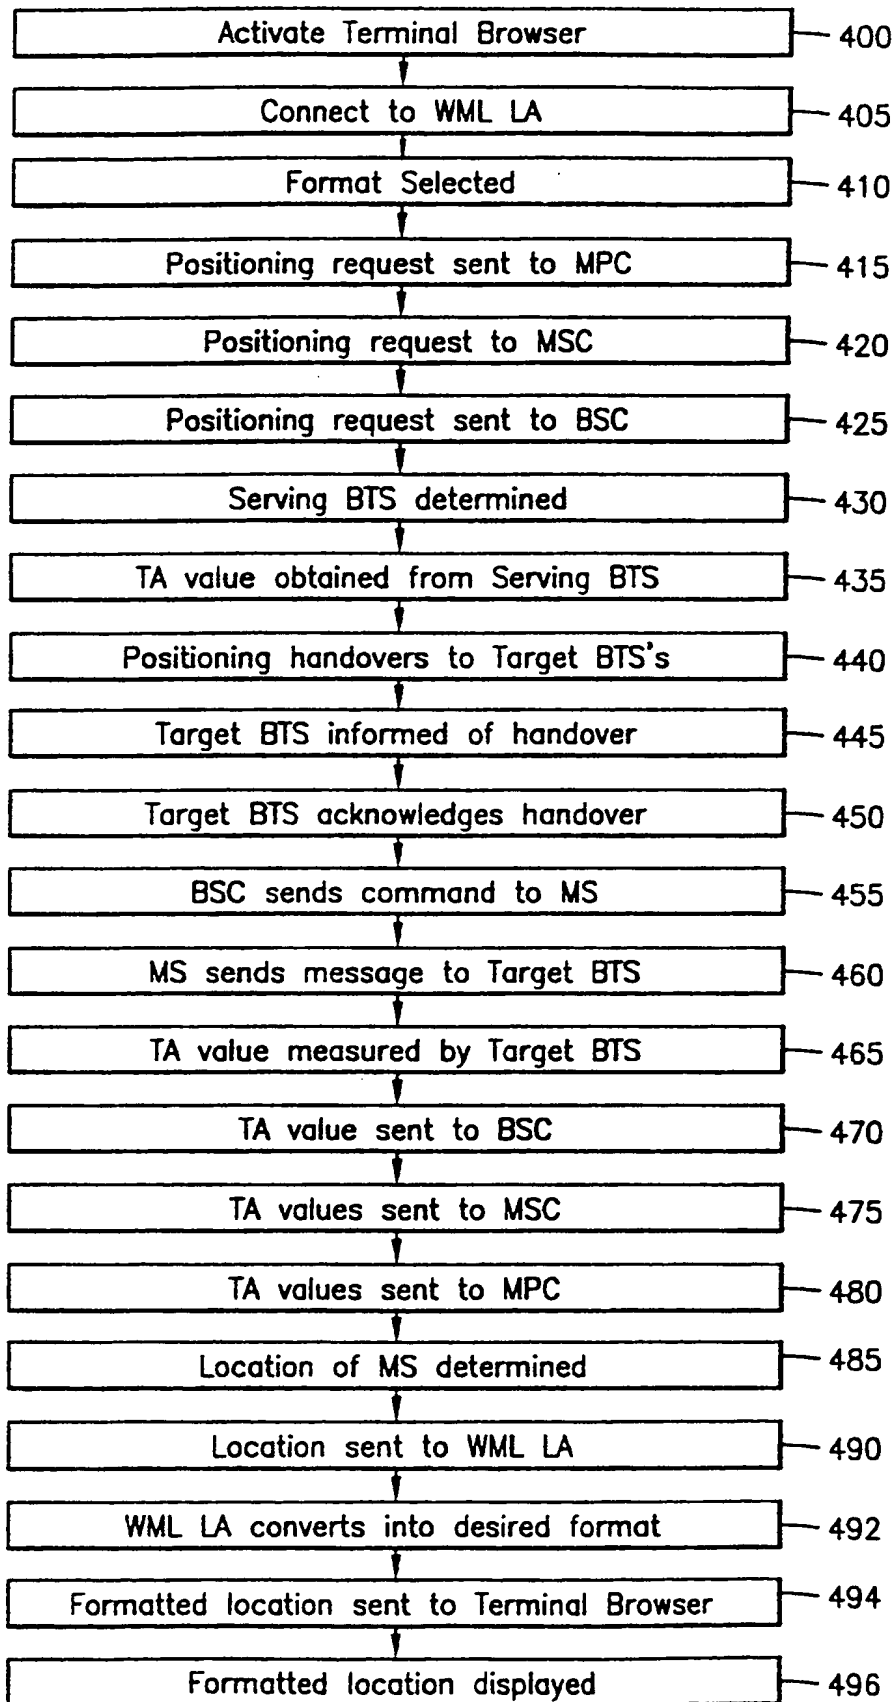 Activate Terminal Browser 400
Connect to WML LA 405
Format Selected 410
Positioning request sent to MPC 415
Positioning request to MSC 420
Positioning request sent to BSC 425
Serving BTS determined 430
TA value obtained from Serving BTS 435
Positioning handovers to Target BTS's 440
Target BTS informed of handover 445
Target BTS acknowledges handover 450
BSC sends command to MS 455
MS sends message to Target BTS 460
TA value measured by Target BTS 465
TA value sent to BSC 470
TA values sent to MSC 475
TA values sent to MPC 480
Location of MS determined 485
Location sent to WML LA 490
WML LA converts into desired format 492
Formatted location sent to Terminal Browser 494
Formatted location displayed 496